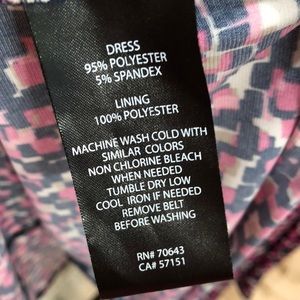 DRESS
95% POLYESTER
5% SPANDEX
LINING
100% POLYESTER
MACHINE WASH COLD WITH
SIMILAR COLORS
NON CHLORINE BLEACH
WHEN NEEDED
TUMBLE DRY LOW
COOL IRON IF NEEDED
REMOVE BELT
BEFORE WASHING
RN# 70643
CA# 57151